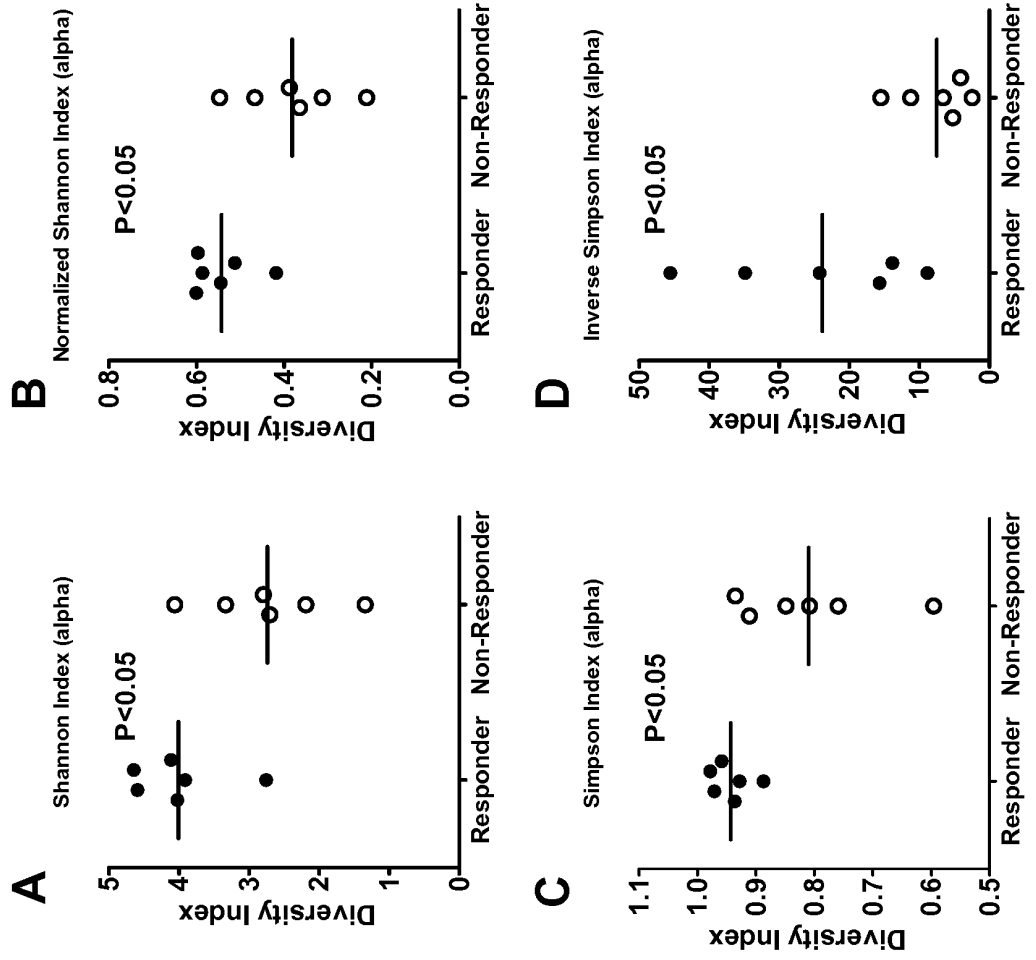 A
Shannon Index (alpha)
P<0.05
Diversity Index
5
4
3
2
1
0
Responder
Non-Responder
B
Normalized Shannon Index (alpha)
P<0.05
Diversity Index
0.8
0.6
0.4
0.2
0.0
Responder
Non-Responder
C
Simpson Index (alpha)
P<0.05
Diversity Index
1.1
1.0
0.9
0.8
0.7
0.6
0.5
Responder
Non-Responder
D
Inverse Simpson Index (alpha)
P<0.05
Diversity Index
50
40
30
20
10
0
Responder
Non-Responder